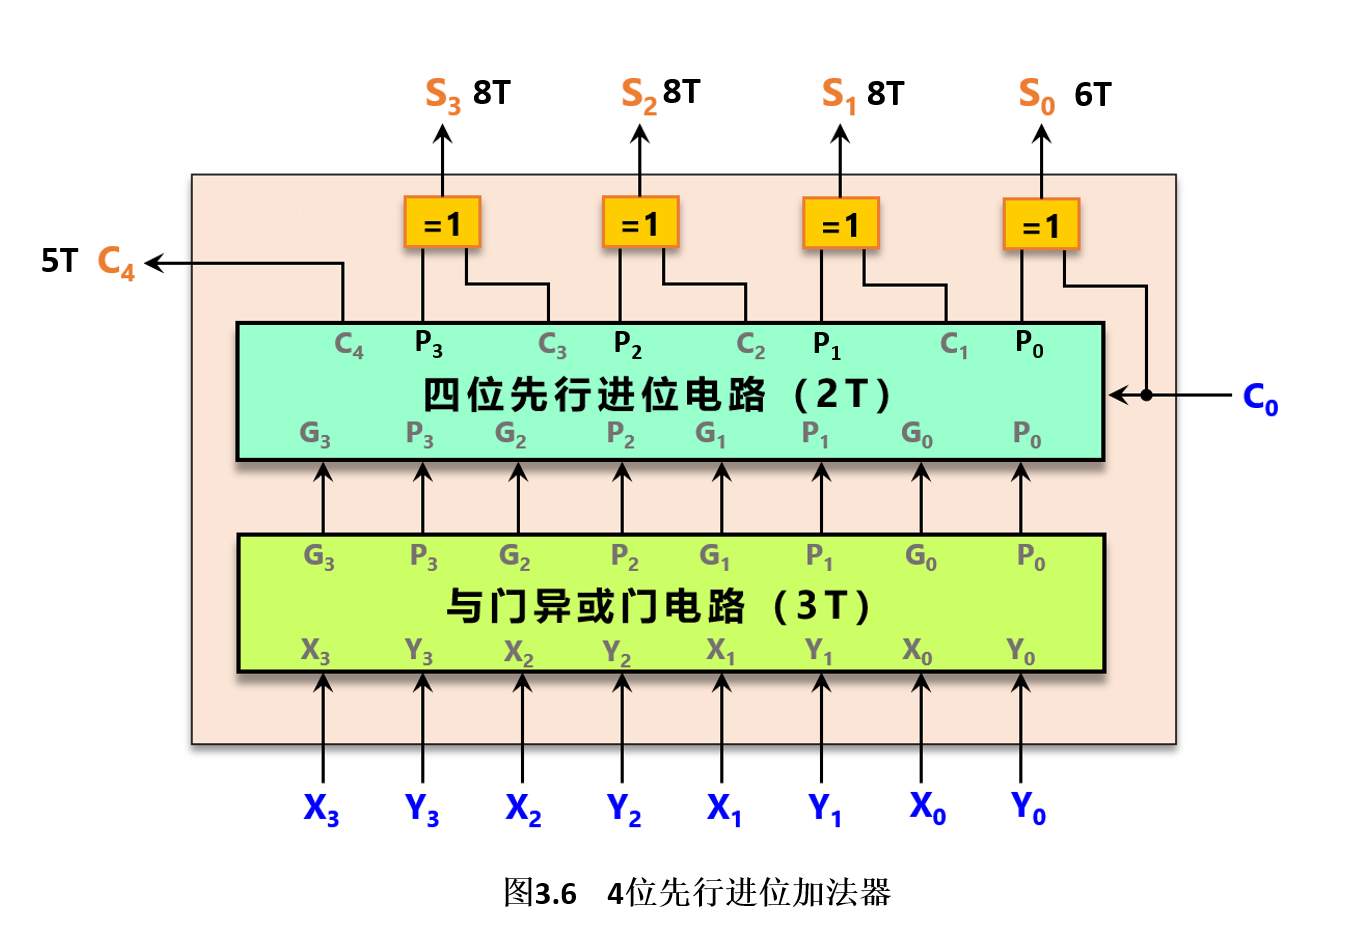 S3 8T S2 8T S1 8T S0 6T
=1 =1 =1 =1
5T C4
C4 P3 C3 P2 C2 P1 C1 P0
四位先行进位电路（2T）
C0
G3 P3 G2 P2 G1 P1 G0 P0
G3 P3 G2 P2 G1 P1 G0 P0
与门异或门电路（3T）
X3 Y3 X2 Y2 X1 Y1 X0 Y0
X3 Y3 X2 Y2 X1 Y1 X0 Y0
图3.6 4位先行进位加法器